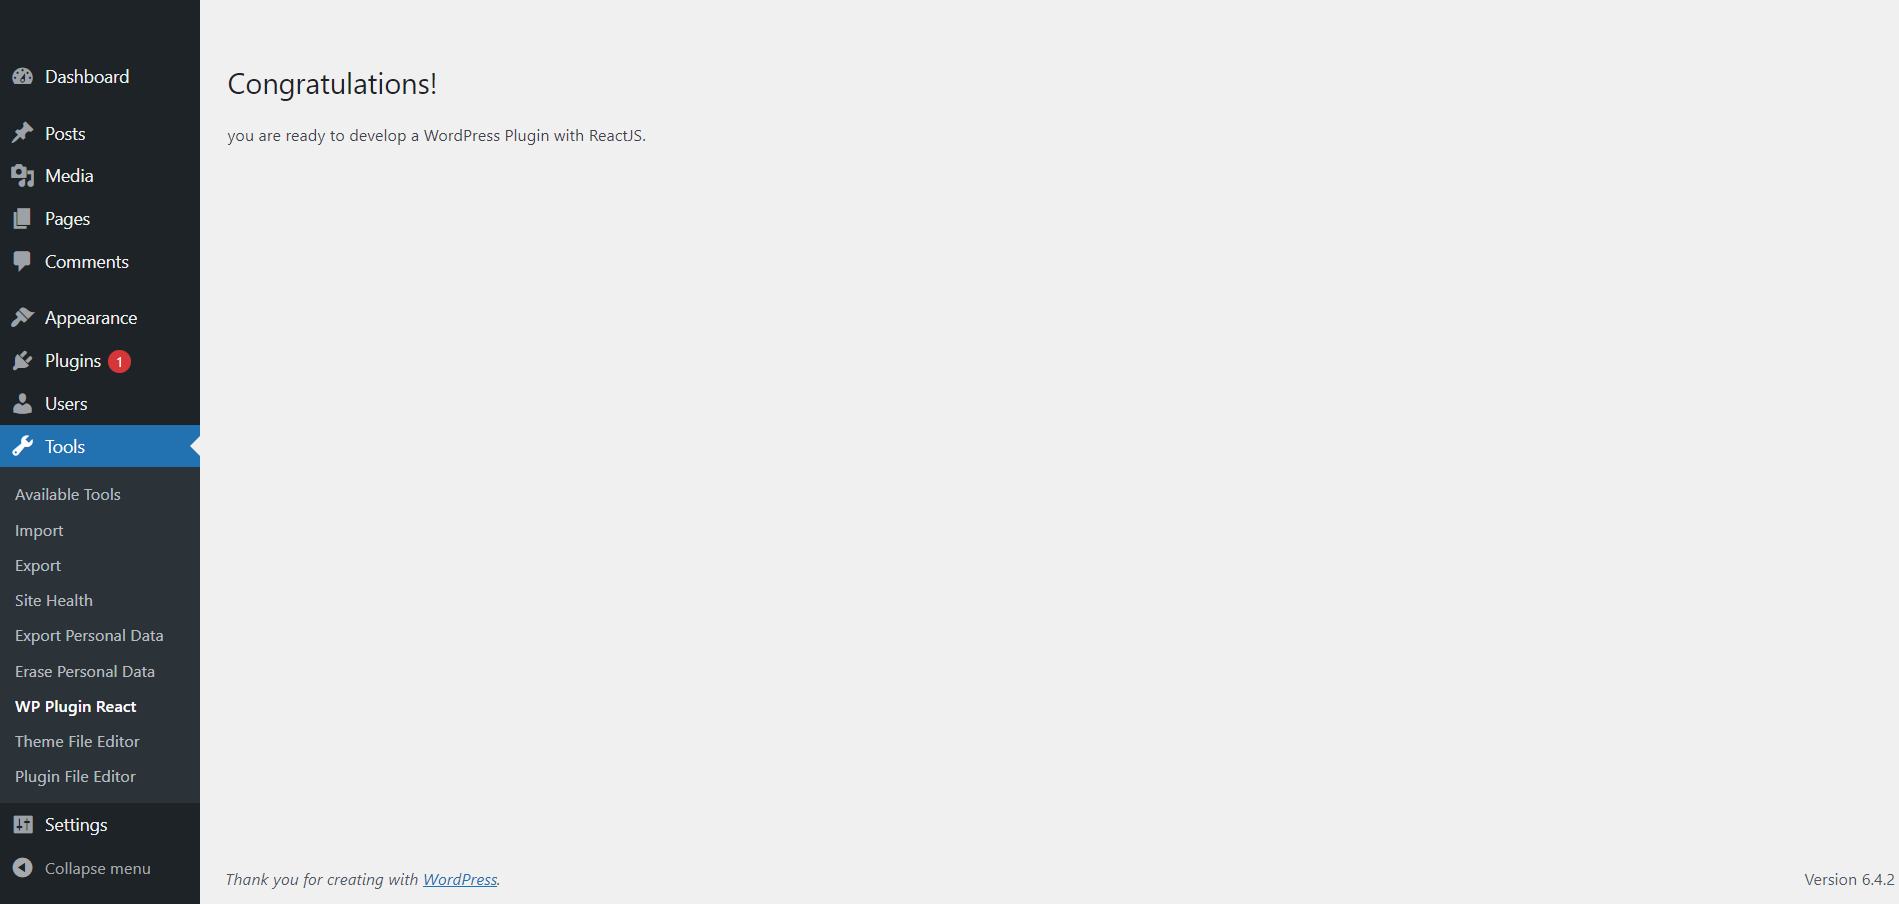 Dashboard
Posts
Media
Pages
Comments
Appearance
Plugins 1
Users
Tools
Available Tools
Import
Export
Site Health
Export Personal Data
Erase Personal Data
WP Plugin React
Theme File Editor
Plugin File Editor
Settings
Collapse menu
Congratulations!
you are ready to develop a WordPress Plugin with ReactJS.
Thank you for creating with WordPress.
Version 6.4.2